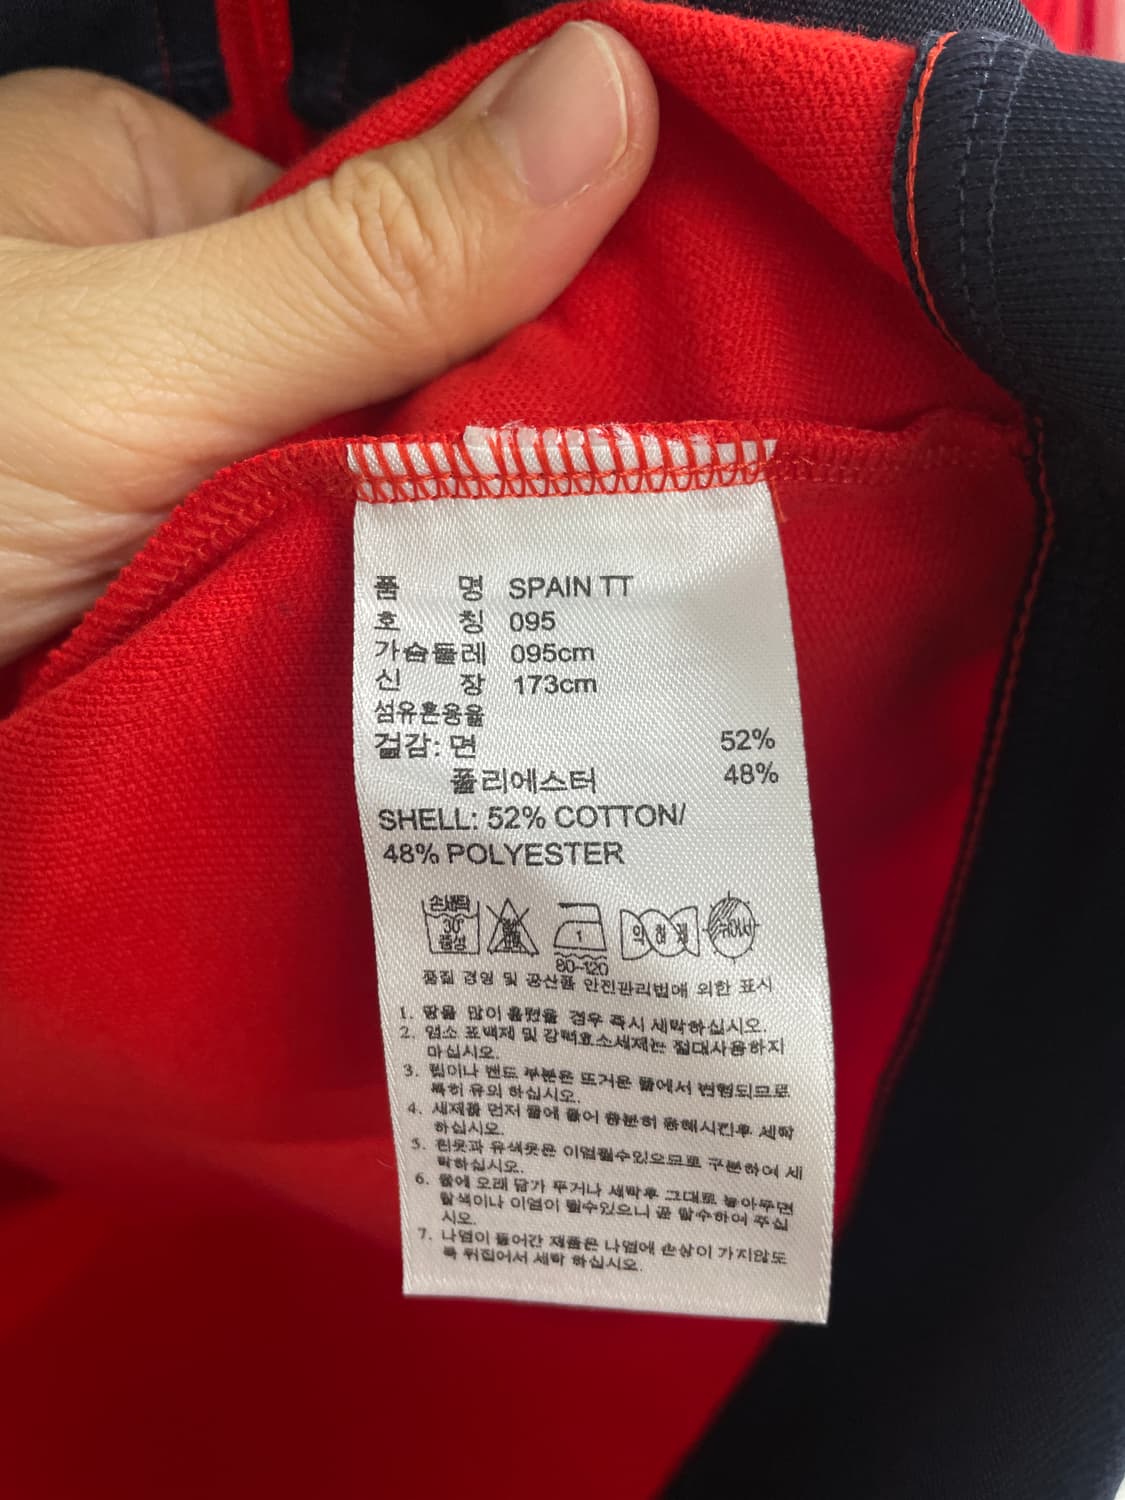 품 명 SPAIN TT
호 칭 095
가슴둘레 095cm
신 장 173cm
섬유혼용율
겉감: 면 52%
폴리에스터 48%
SHELL: 52% COTTON/
48% POLYESTER
손세탁
30°
중성
1
80~120
의 형 제
품질 경영 및 공산품 안전관리법에 의한 표시
1. 땀을 많이 흘렸을 경우 즉시 세탁하십시오.
2. 염소 표백제 및 강력효소세제는 절대사용하지
마십시오.
3. 립이나 밴드 부분은 뜨거운 물에서 변형되므로
특히 유의 하십시오.
4. 세제를 먼저 물에 풀어 충분히 용해시킨후 세탁
하십시오.
5. 흰옷과 유색옷은 이염될수있으므로 구분하여 세
탁하십시오.
6. 물에 오래 담가 두거나 세탁후 그대로 놓아두면
탈색이나 이염이 될수있으니 꼭 탈수하여 주십
시오.
7. 나염이 들어간 제품은 나염에 손상이 가지않도
록 뒤집어서 세탁 하십시오.